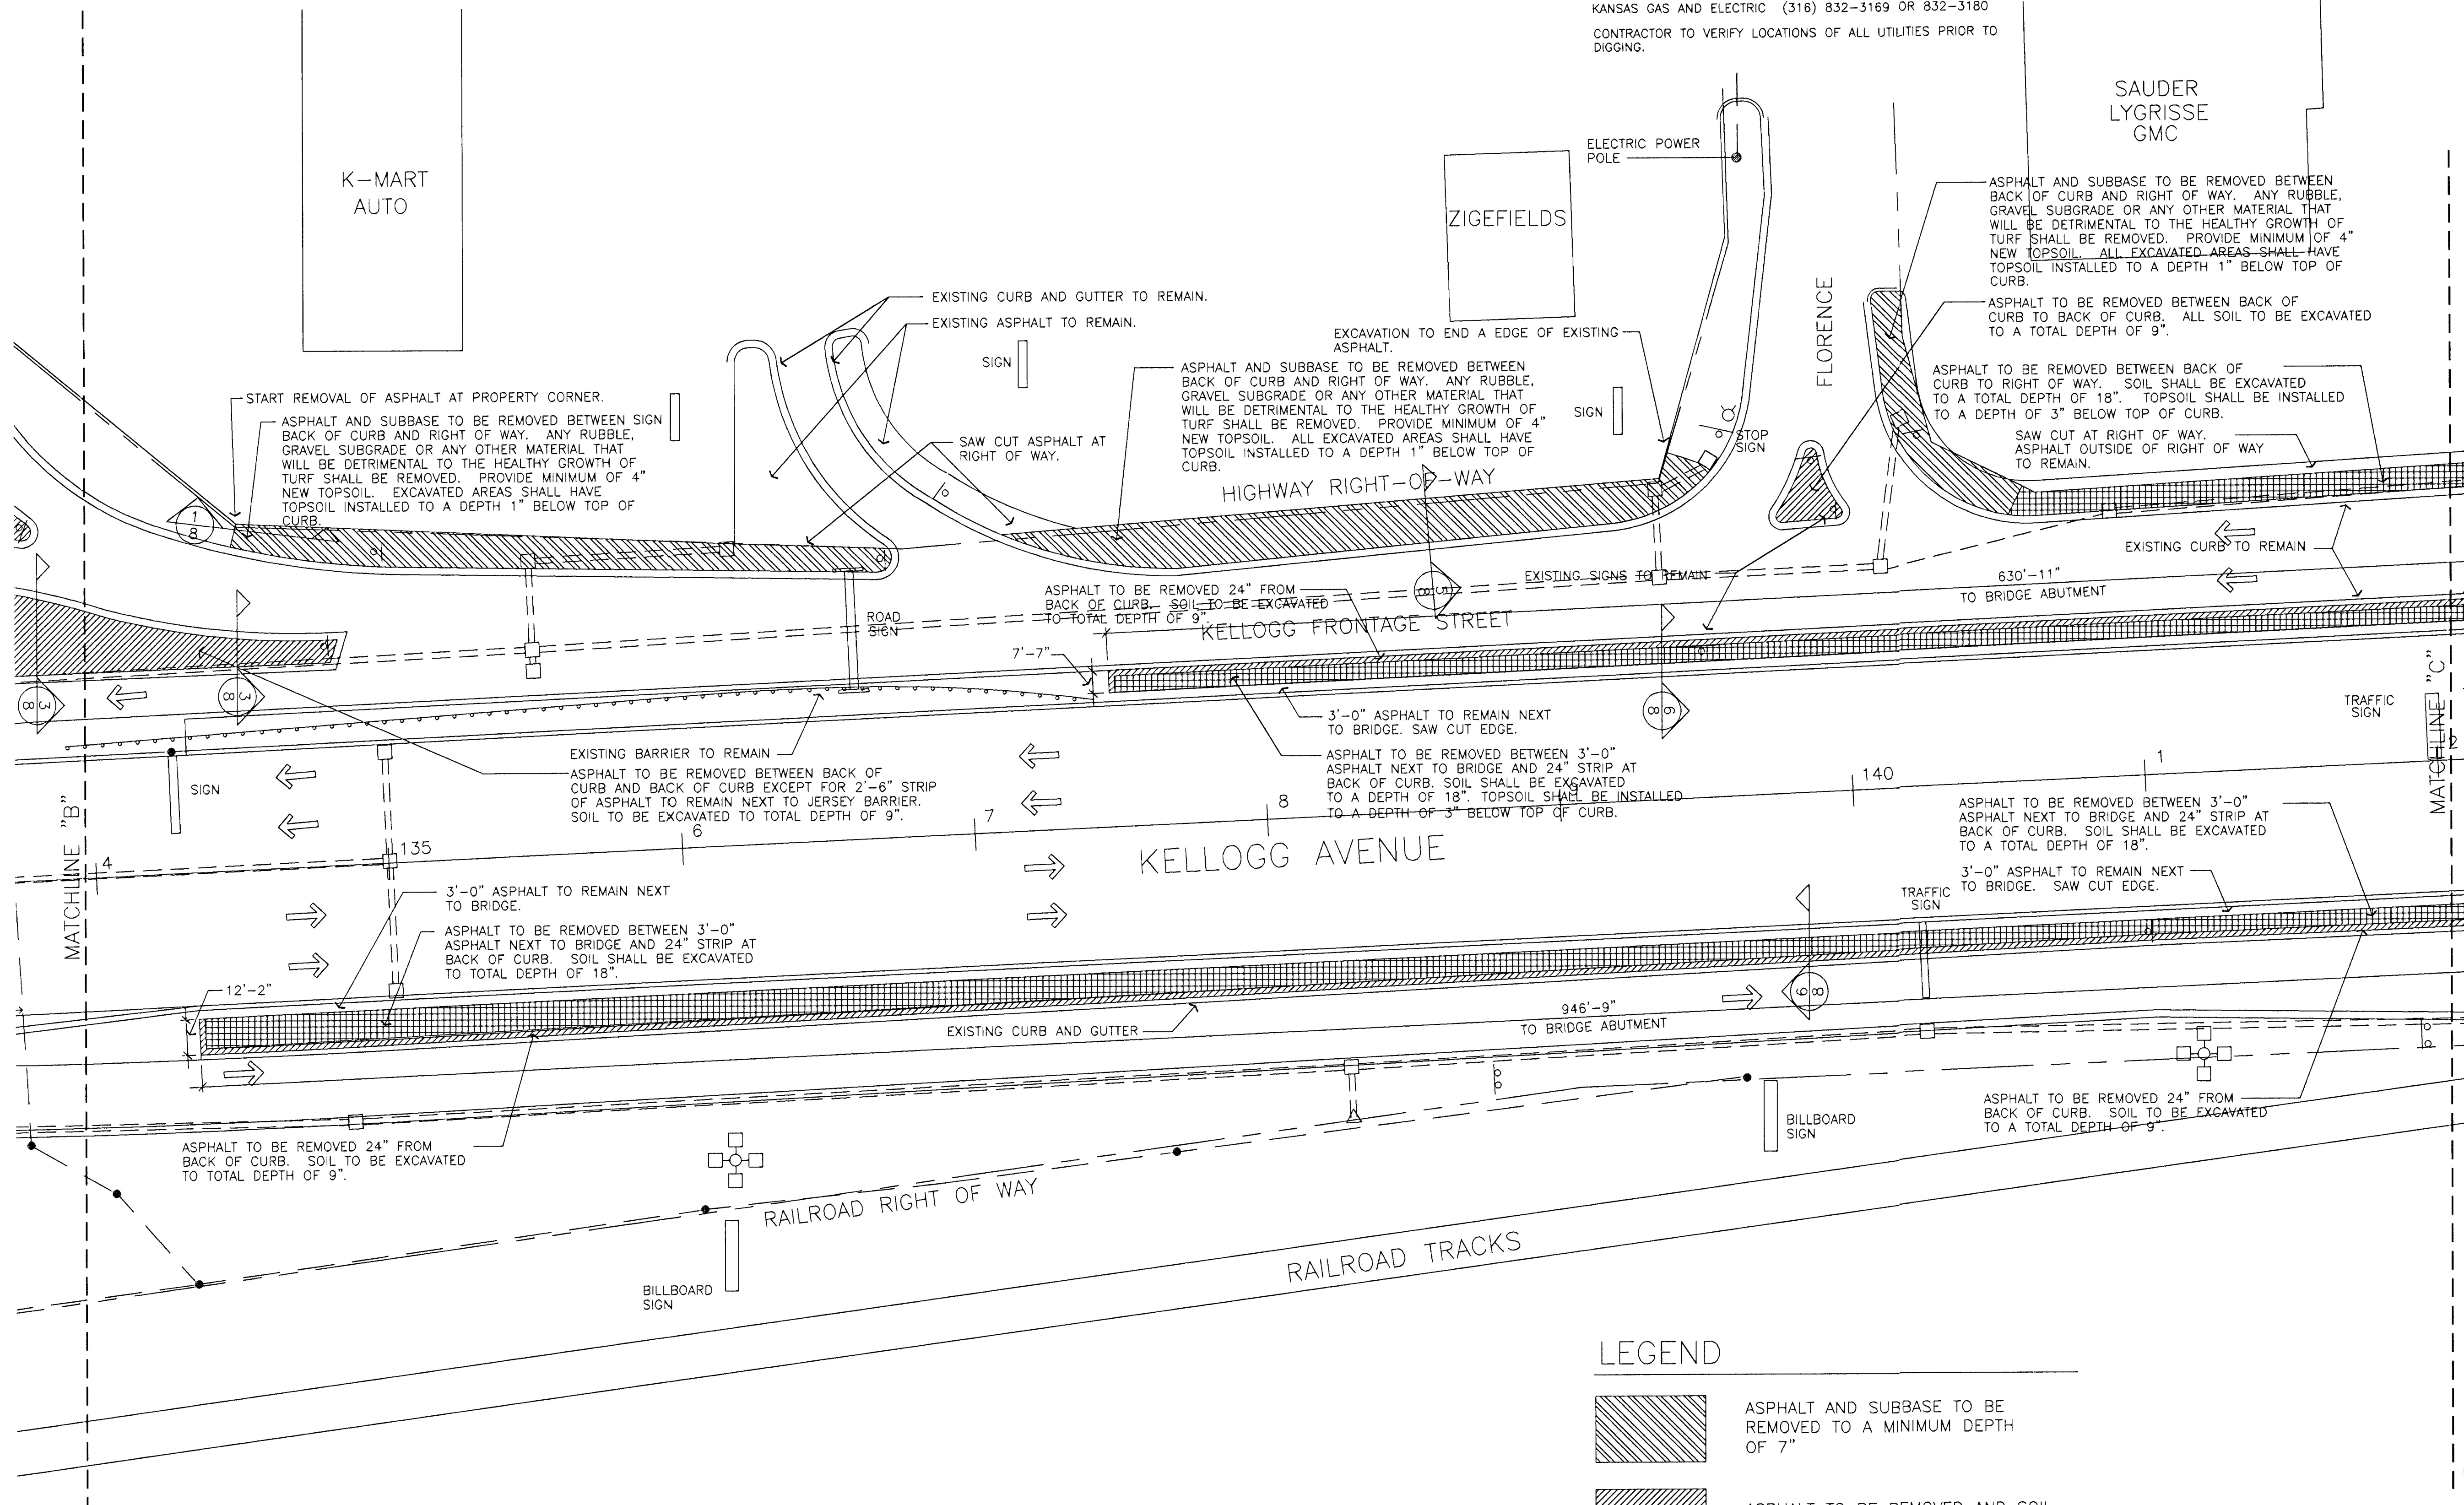 KANSAS GAS AND ELECTRIC (316) 832-3169 OR 832-3180
CONTRACTOR TO VERIFY LOCATIONS OF ALL UTILITIES PRIOR TO
DIGGING.
SAUDER
LYGRISSE
GMC
K-MART
AUTO
ELECTRIC POWER
POLE
ZIGEFIELDS
FLORENCE
ASPHALT AND SUBBASE TO BE REMOVED BETWEEN
BACK OF CURB AND RIGHT OF WAY. ANY RUBBLE,
GRAVEL SUBGRADE OR ANY OTHER MATERIAL THAT
WILL BE DETRIMENTAL TO THE HEALTHY GROWTH OF
TURF SHALL BE REMOVED. PROVIDE MINIMUM OF 4"
NEW TOPSOIL. ALL EXCAVATED AREAS SHALL HAVE
TOPSOIL INSTALLED TO A DEPTH 1" BELOW TOP OF
CURB.
ASPHALT TO BE REMOVED BETWEEN BACK OF
CURB TO BACK OF CURB. ALL SOIL TO BE EXCAVATED
TO A TOTAL DEPTH OF 9".
ASPHALT TO BE REMOVED BETWEEN BACK OF
CURB TO RIGHT OF WAY. SOIL SHALL BE EXCAVATED
TO A TOTAL DEPTH OF 18". TOPSOIL SHALL BE INSTALLED
TO A DEPTH OF 3" BELOW TOP OF CURB.
SAW CUT AT RIGHT OF WAY.
ASPHALT OUTSIDE OF RIGHT OF WAY
TO REMAIN.
EXISTING CURB AND GUTTER TO REMAIN.
EXISTING ASPHALT TO REMAIN.
SIGN
EXCAVATION TO END A EDGE OF EXISTING
ASPHALT.
ASPHALT AND SUBBASE TO BE REMOVED BETWEEN
BACK OF CURB AND RIGHT OF WAY. ANY RUBBLE,
GRAVEL SUBGRADE OR ANY OTHER MATERIAL THAT
WILL BE DETRIMENTAL TO THE HEALTHY GROWTH OF
TURF SHALL BE REMOVED. PROVIDE MINIMUM OF 4"
NEW TOPSOIL. ALL EXCAVATED AREAS SHALL HAVE
TOPSOIL INSTALLED TO A DEPTH 1" BELOW TOP OF
CURB.
SIGN
STOP
SIGN
START REMOVAL OF ASPHALT AT PROPERTY CORNER.
ASPHALT AND SUBBASE TO BE REMOVED BETWEEN
BACK OF CURB AND RIGHT OF WAY. ANY RUBBLE,
GRAVEL SUBGRADE OR ANY OTHER MATERIAL THAT
WILL BE DETRIMENTAL TO THE HEALTHY GROWTH OF
TURF SHALL BE REMOVED. PROVIDE MINIMUM OF 4"
NEW TOPSOIL. EXCAVATED AREAS SHALL HAVE
TOPSOIL INSTALLED TO A DEPTH 1" BELOW TOP OF
CURB.
SIGN
SAW CUT ASPHALT AT
RIGHT OF WAY.
HIGHWAY RIGHT-OF-WAY
1
8
5
8
EXISTING CURB TO REMAIN
EXISTING SIGNS TO REMAIN
630'-11"
TO BRIDGE ABUTMENT
ASPHALT TO BE REMOVED 24" FROM
BACK OF CURB. SOIL TO BE EXCAVATED
TO TOTAL DEPTH OF 9".
KELLOGG FRONTAGE STREET
ROAD
SIGN
7'-7"
3
8
3
8
6
8
3'-0" ASPHALT TO REMAIN NEXT
TO BRIDGE. SAW CUT EDGE.
TRAFFIC
SIGN
EXISTING BARRIER TO REMAIN
ASPHALT TO BE REMOVED BETWEEN BACK OF
CURB AND BACK OF CURB EXCEPT FOR 2'-6" STRIP
OF ASPHALT TO REMAIN NEXT TO JERSEY BARRIER.
SOIL TO BE EXCAVATED TO TOTAL DEPTH OF 9".
ASPHALT TO BE REMOVED BETWEEN 3'-0"
ASPHALT NEXT TO BRIDGE AND 24" STRIP AT
BACK OF CURB. SOIL SHALL BE EXCAVATED
TO A DEPTH OF 18". TOPSOIL SHALL BE INSTALLED
TO A DEPTH OF 3" BELOW TOP OF CURB.
SIGN
MATCHLINE "B"
MATCHLINE "C"
4
135
6
7
8
9
140
1
2
KELLOGG AVENUE
ASPHALT TO BE REMOVED BETWEEN 3'-0"
ASPHALT NEXT TO BRIDGE AND 24" STRIP AT
BACK OF CURB. SOIL SHALL BE EXCAVATED
TO A TOTAL DEPTH OF 18".
3'-0" ASPHALT TO REMAIN NEXT
TO BRIDGE. SAW CUT EDGE.
TRAFFIC
SIGN
3'-0" ASPHALT TO REMAIN NEXT
TO BRIDGE.
ASPHALT TO BE REMOVED BETWEEN 3'-0"
ASPHALT NEXT TO BRIDGE AND 24" STRIP AT
BACK OF CURB. SOIL SHALL BE EXCAVATED
TO TOTAL DEPTH OF 18".
12'-2"
8
9
EXISTING CURB AND GUTTER
946'-9"
TO BRIDGE ABUTMENT
ASPHALT TO BE REMOVED 24" FROM
BACK OF CURB. SOIL TO BE EXCAVATED
TO TOTAL DEPTH OF 9".
BILLBOARD
SIGN
ASPHALT TO BE REMOVED 24" FROM
BACK OF CURB. SOIL TO BE EXCAVATED
TO A TOTAL DEPTH OF 9".
RAILROAD RIGHT OF WAY
BILLBOARD
SIGN
RAILROAD TRACKS
LEGEND
ASPHALT AND SUBBASE TO BE
REMOVED TO A MINIMUM DEPTH
OF 7"
ASPHALT TO BE REMOVED AND SOIL